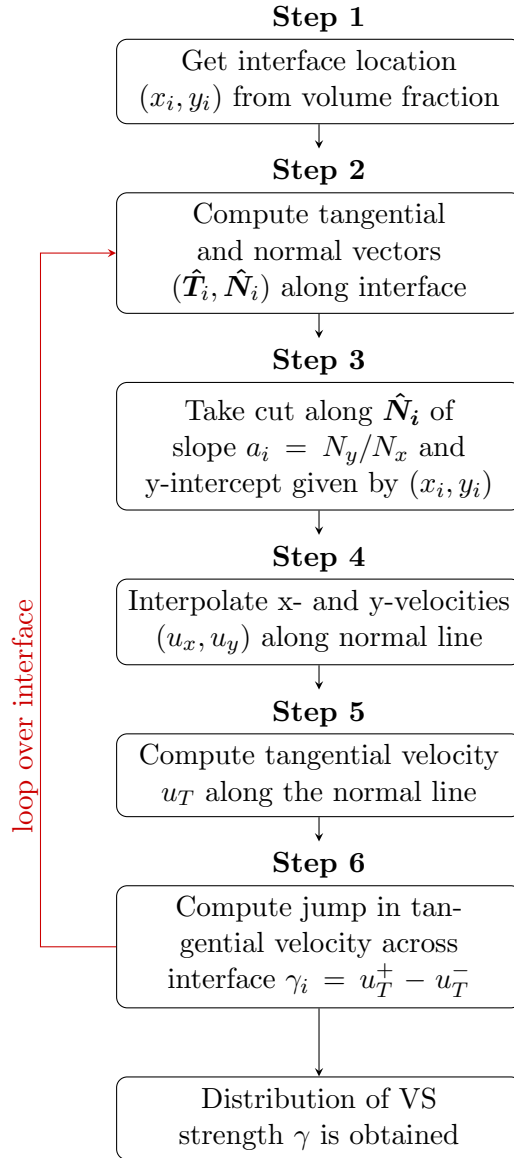 Step 1
Get interface location
(x_i, y_i) from volume fraction
Step 2
Compute tangential
and normal vectors
(T̂_i, N̂_i) along interface
Step 3
Take cut along N̂_i of
slope a_i = N_y/N_x and
y-intercept given by (x_i, y_i)
Step 4
Interpolate x- and y-velocities
(u_x, u_y) along normal line
Step 5
Compute tangential velocity
u_T along the normal line
Step 6
Compute jump in tan-
gential velocity across
interface γ_i = u_T^+ − u_T^-
Distribution of VS
strength γ is obtained
loop over interface